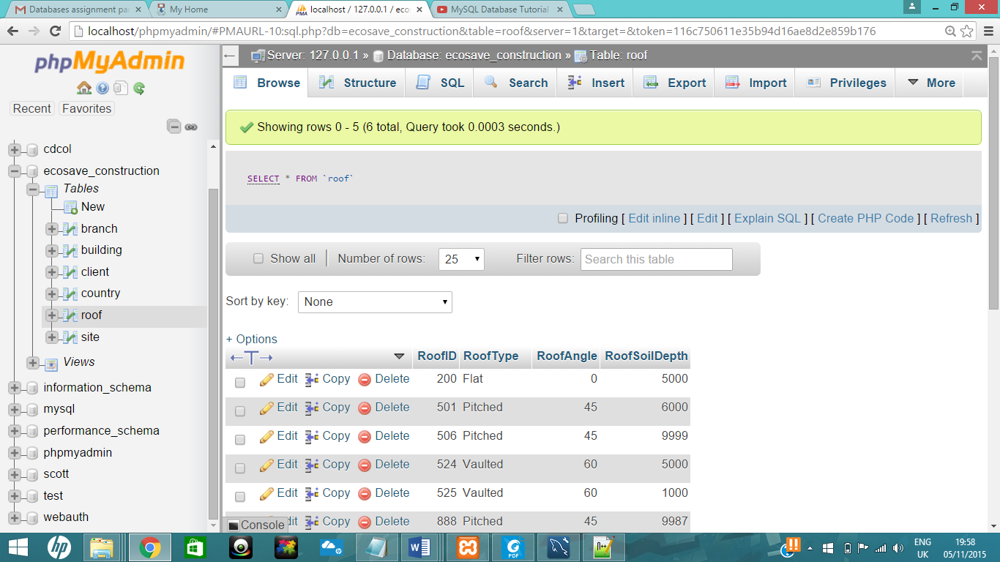 Databases assignment par
My Home
localhost / 127.0.0.1 / eco
MySQL Database Tutorial
localhost/phpmyadmin/#PMAURL-10:sql.php?db=ecosave_construction&table=roof&server=1&target=&token=116c750611e35b94d16ae8d2e859b176
phpMyAdmin
Recent Favorites
cdcol
ecosave_construction
Tables
New
branch
building
client
country
roof
site
Views
information_schema
mysql
performance_schema
phpmyadmin
scott
test
webauth
Server: 127.0.0.1 » Database: ecosave_construction » Table: roof
Browse Structure SQL Search Insert Export Import Privileges More
Showing rows 0 - 5 (6 total, Query took 0.0003 seconds.)
SELECT * FROM `roof`
Profiling [ Edit inline ] [ Edit ] [ Explain SQL ] [ Create PHP Code ] [ Refresh ]
Show all Number of rows: 25 Filter rows: Search this table
Sort by key: None
+ Options
RoofID RoofType RoofAngle RoofSoilDepth
Edit Copy Delete 200 Flat 0 5000
Edit Copy Delete 501 Pitched 45 6000
Edit Copy Delete 506 Pitched 45 9999
Edit Copy Delete 524 Vaulted 60 5000
Edit Copy Delete 525 Vaulted 60 1000
dit Copy Delete 888 Pitched 45 9987
Console
ENG
UK
19:58
05/11/2015